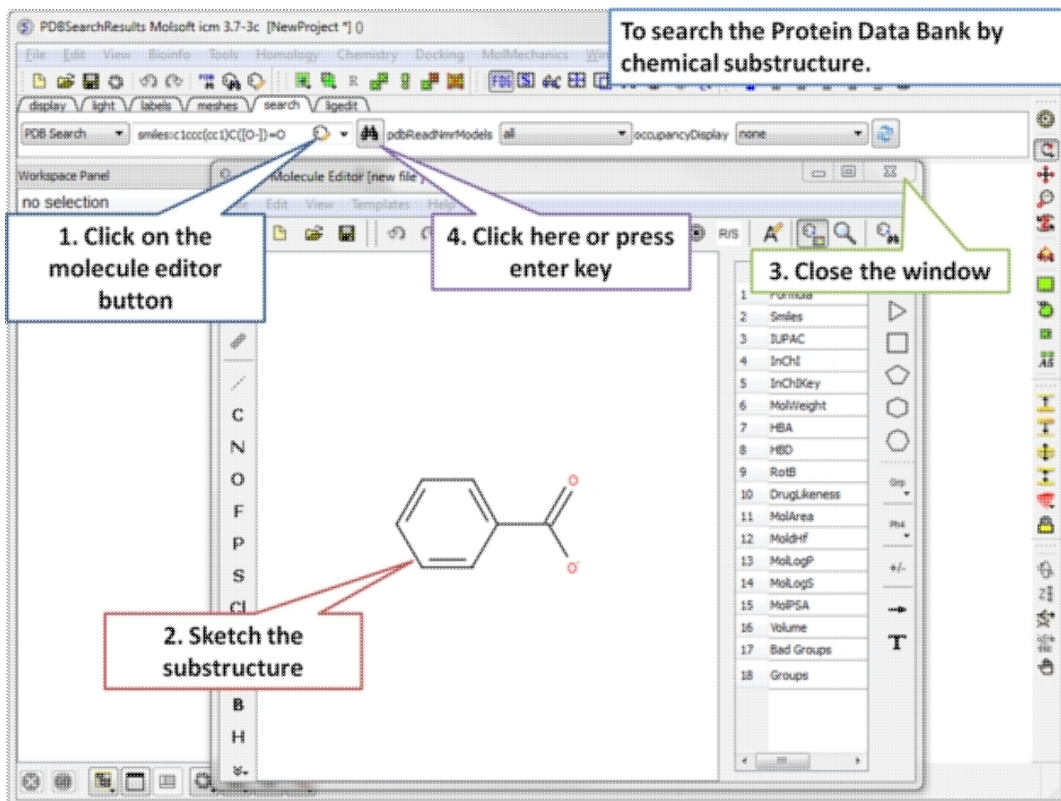 PDBSearchResults Molsoft icm 3.7-3c [NewProject *] ()
To search the Protein Data Bank by
chemical substructure.
File Edit View Bioinfo Tools Homology Chemistry Docking MolMechanics
display light labels meshes search ligedit
PDB Search smiles:c1ccc(cc1)C([O-])=O pdbReadNmrModels all occupancyDisplay none
Workspace Panel
Molecule Editor [new file
no selection
Edit View Templates Help
1. Click on the
molecule editor
button
4. Click here or press
enter key
R/S
3. Close the window
1 Formula
2 Smiles
3 IUPAC
4 InChI
5 InChIKey
6 MolWeight
7 HBA
8 HBD
9 RotB
10 DrugLikeness
11 MolArea
12 MoldHf
13 MolLogP
14 MolLogS
15 MolPSA
16 Volume
17 Bad Groups
18 Groups
C
N
O
F
P
S
Cl
B
H
O
O-
2. Sketch the
substructure
Grp
+/-
T